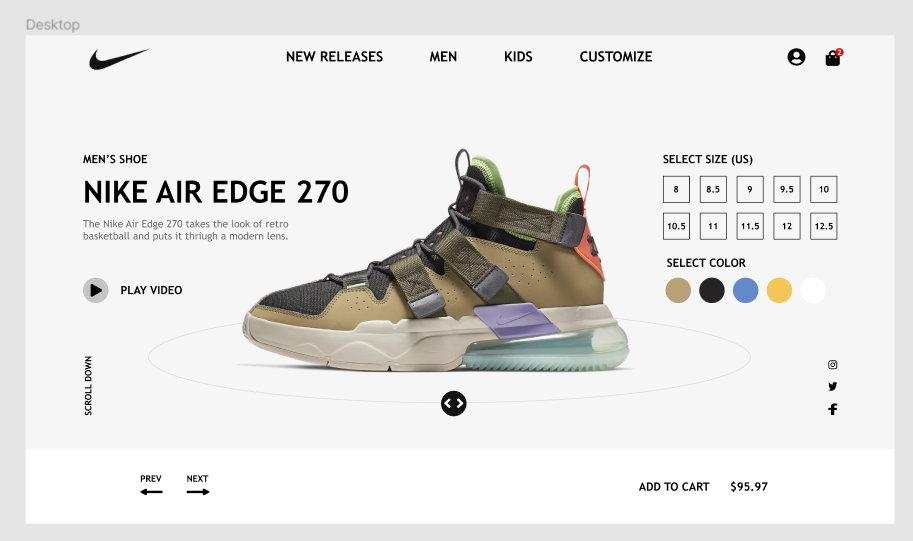 Desktop
NEW RELEASES
MEN
KIDS
CUSTOMIZE
2
MEN'S SHOE
NIKE AIR EDGE 270
The Nike Air Edge 270 takes the look of retro
basketball and puts it thriugh a modern lens.
PLAY VIDEO
SCROLL DOWN
SELECT SIZE (US)
8 8.5 9 9.5 10
10.5 11 11.5 12 12.5
SELECT COLOR
PREV
NEXT
ADD TO CART
$95.97